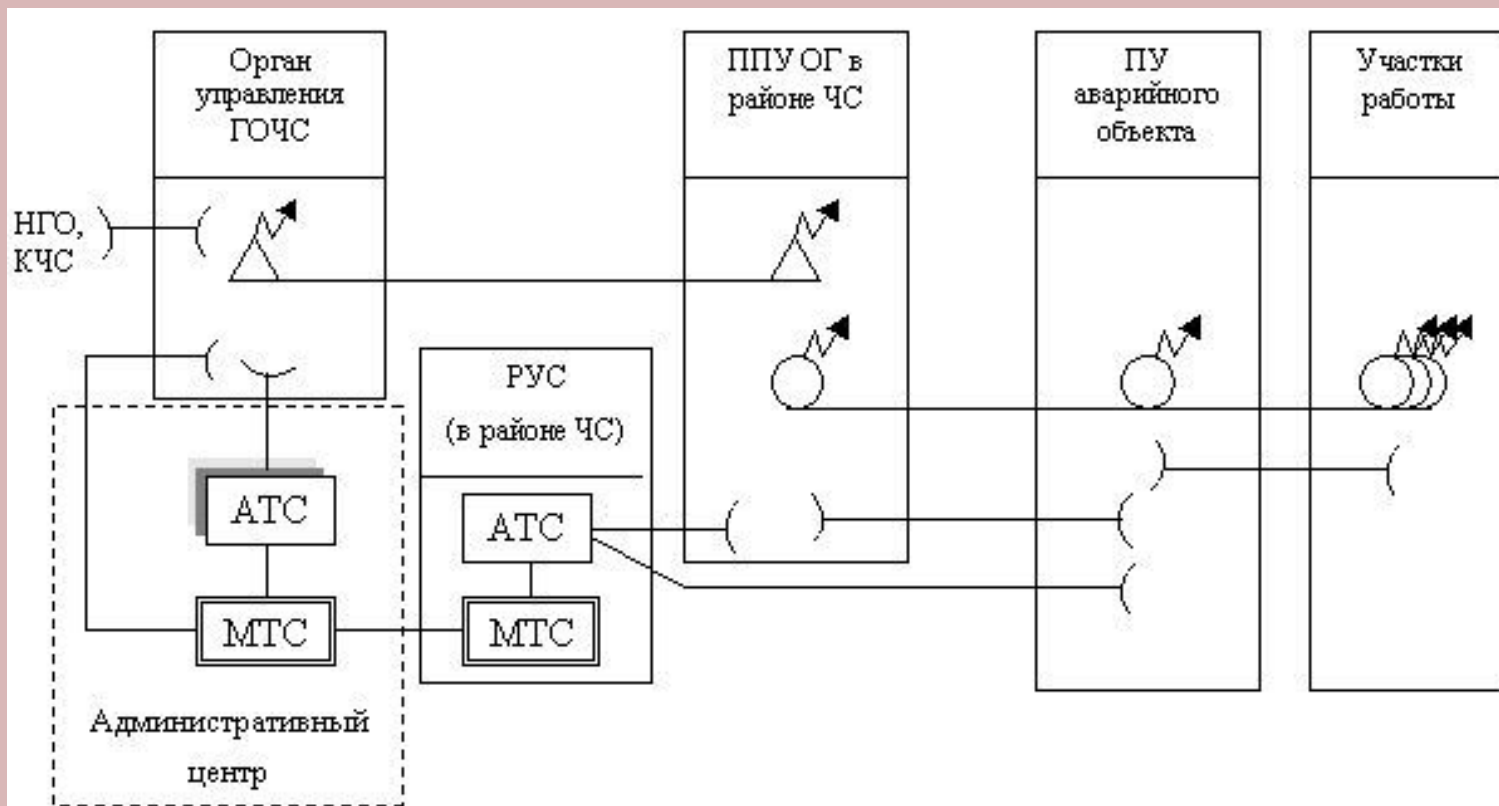 Орган
управления
ГОЧС
ППУ ОГ в
районе ЧС
ПУ
аварийного
объекта
Участки
работы
НГО,
КЧС
РУС
(в районе ЧС)
АТС
АТС
МТС
МТС
Административный
центр